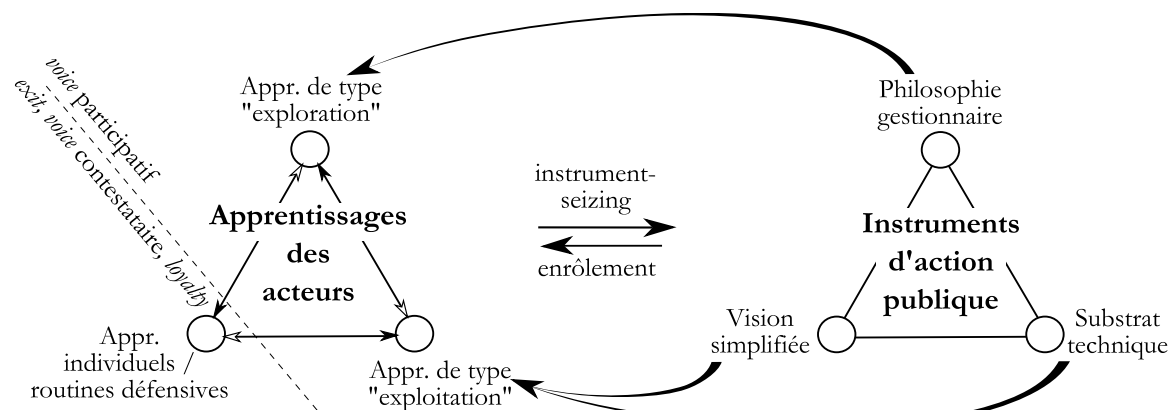 voice participatif
exit, voice contestataire, loyalty
Appr. de type
"exploration"
Apprentissages
des
acteurs
Appr.
individuels
routines défensives
Appr. de type
"exploitation"
instrument-
seizing
enrôlement
Philosophie
gestionnaire
Instruments
d'action
publique
Vision
simplifiée
Substrat
technique